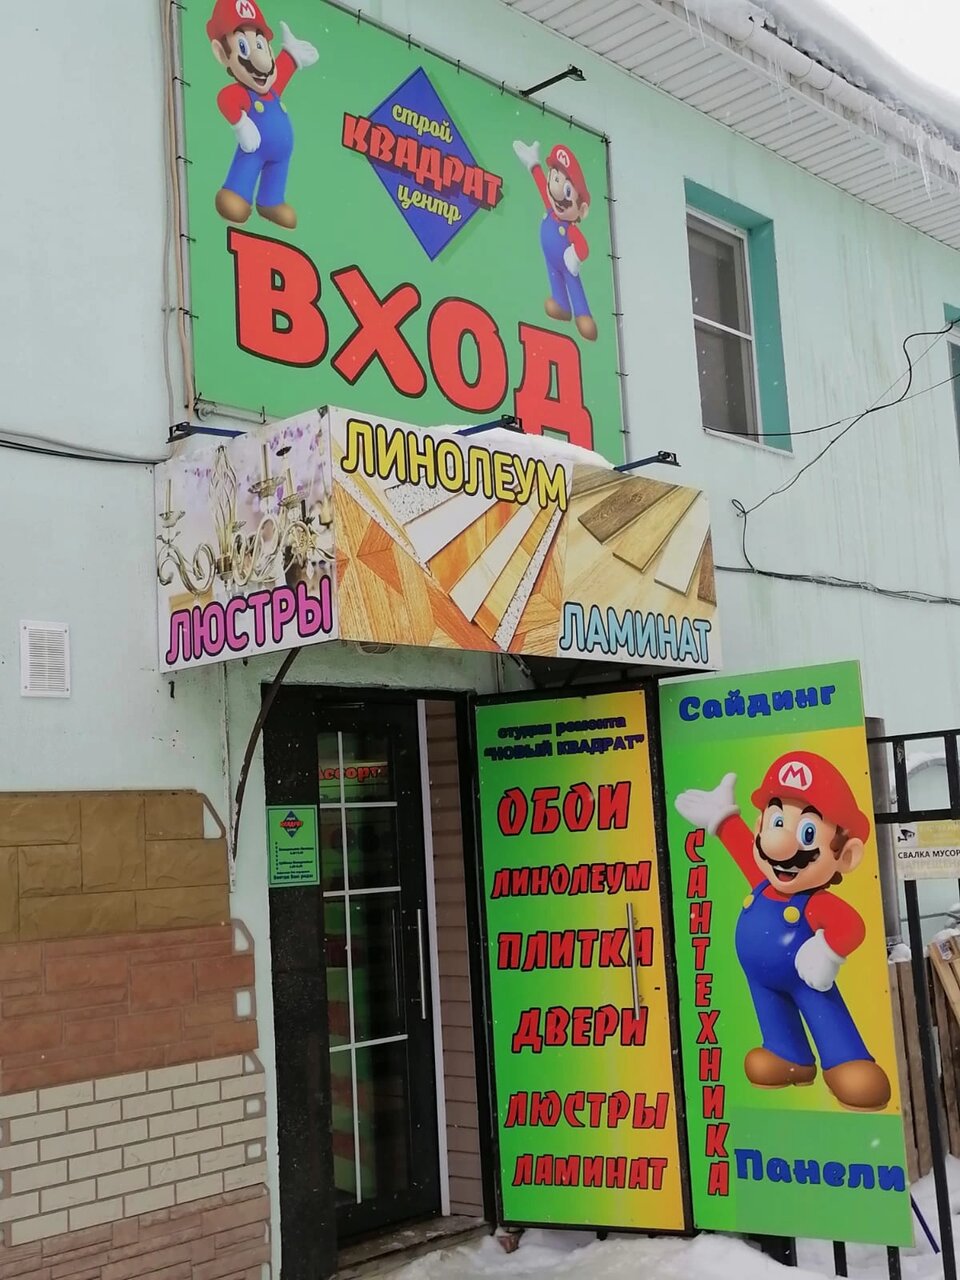 строй
КВАДРАТ
центр
ВХОД
ЛИНОЛЕУМ
ЛЮСТРЫ
ЛАМИНАТ
студия ремонта
"НОВЫЙ КВАДРАТ"
ОБОИ
ЛИНОЛЕУМ
ПЛИТКА
ДВЕРИ
ЛЮСТРЫ
ЛАМИНАТ
Сайдинг
M
САНТЕХНИКА
Панели
КВАДРАТ
СВАЛКА МУСОР